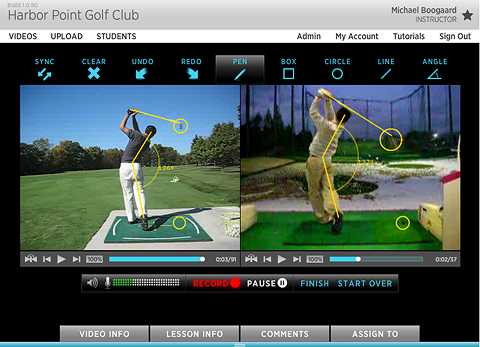 Build 1.0.80
Harbor Point Golf Club
Michael Boogaard
INSTRUCTOR
VIDEOS UPLOAD STUDENTS Admin My Account Tutorials Sign Out
SYNC CLEAR UNDO REDO PEN BOX CIRCLE LINE ANGLE
100% 0:03/91 100% 0:02/37
RECORD PAUSE FINISH START OVER
VIDEO INFO LESSON INFO COMMENTS ASSIGN TO